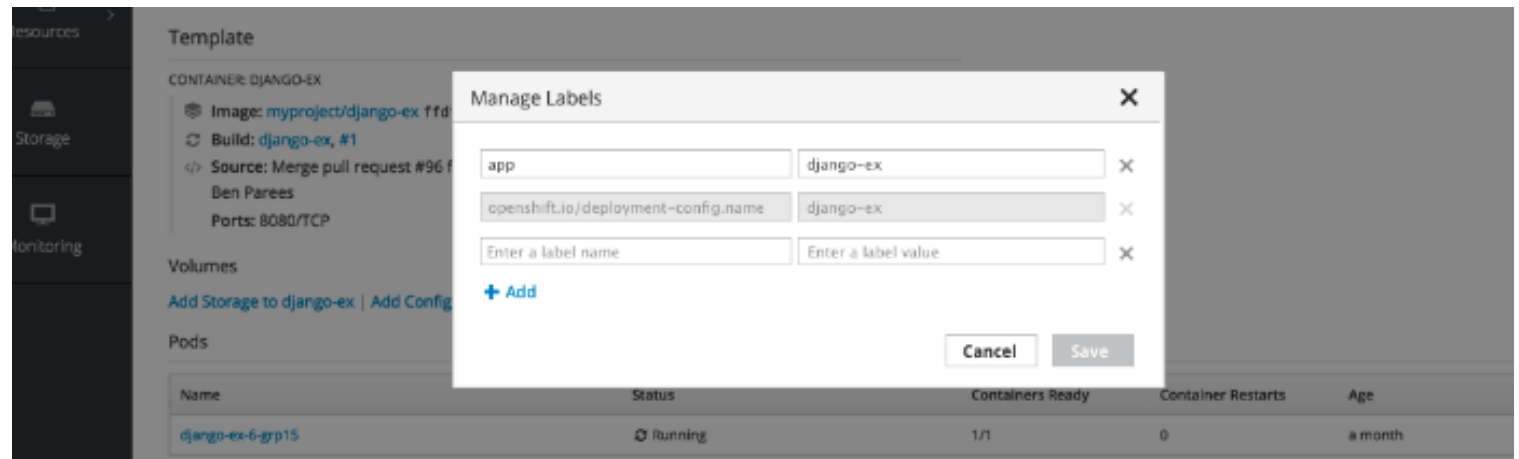 Resources
Storage
Monitoring
Template
CONTAINER: DJANGO-EX
Image: myproject/django-ex ffd
Build: django-ex, #1
Source: Merge pull request #96 f
Ben Parees
Ports: 8080/TCP
Volumes
Add Storage to django-ex | Add Config
Pods
Manage Labels
app django-ex
openshift.io/deployment-config.name django-ex
Enter a label name Enter a label value
Add
Cancel Save
Name Status Containers Ready Container Restarts Age
django-ex-6-grp15 Running 1/1 0 a month